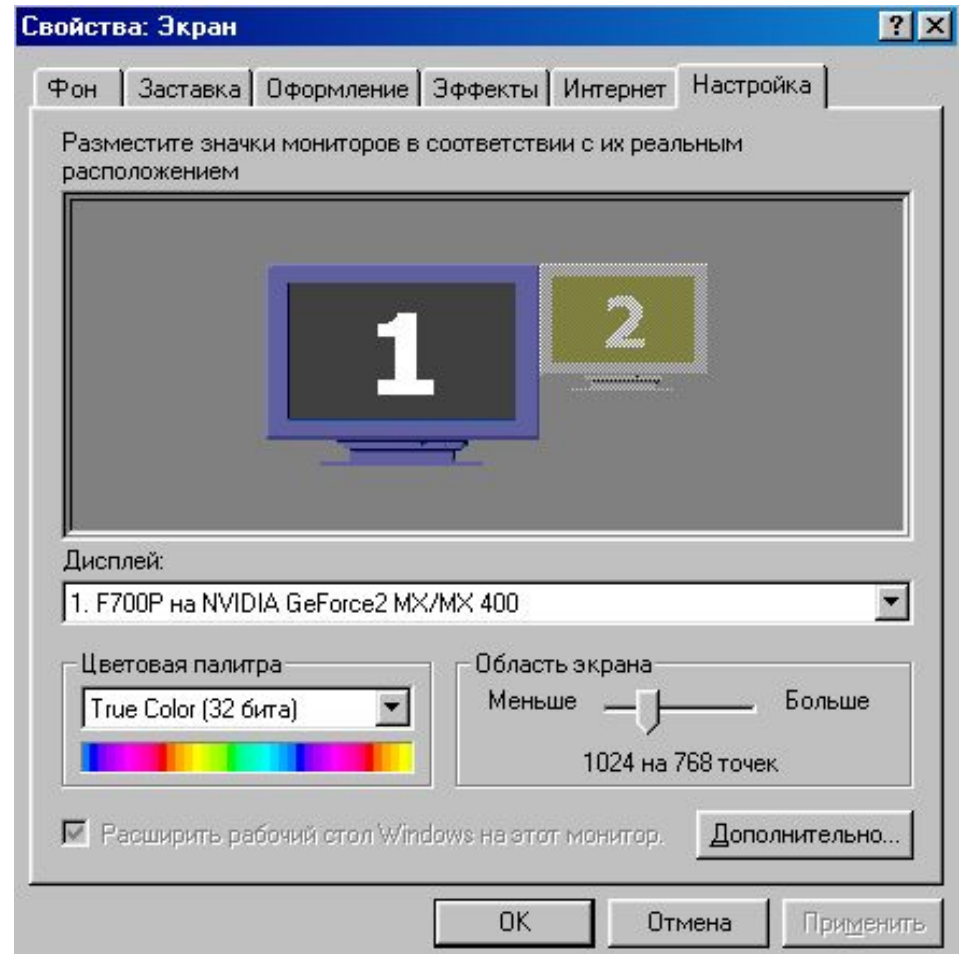 Свойства: Экран
Фон Заставка Оформление Эффекты Интернет Настройка
Разместите значки мониторов в соответствии с их реальным
расположением
1 2
Дисплей:
1. F700P на NVIDIA GeForce2 MX/MX 400
Цветовая палитра
True Color (32 бита)
Область экрана
Меньше Больше
1024 на 768 точек
Расширить рабочий стол Windows на этот монитор.
Дополнительно...
OK Отмена Применить